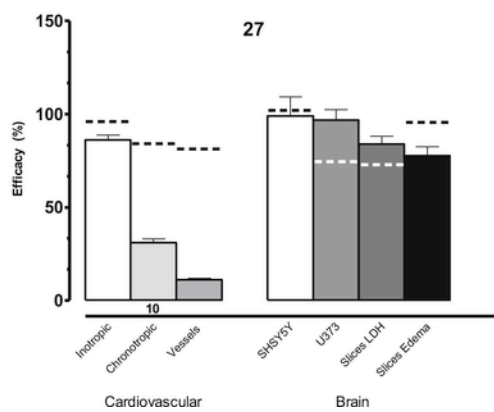 27
Efficacy (%)
150
100
50
0
10
Inotropic
Chronotropic
Vessels
SHSY5Y
U373
Slices LDH
Slices Edema
Cardiovascular
Brain